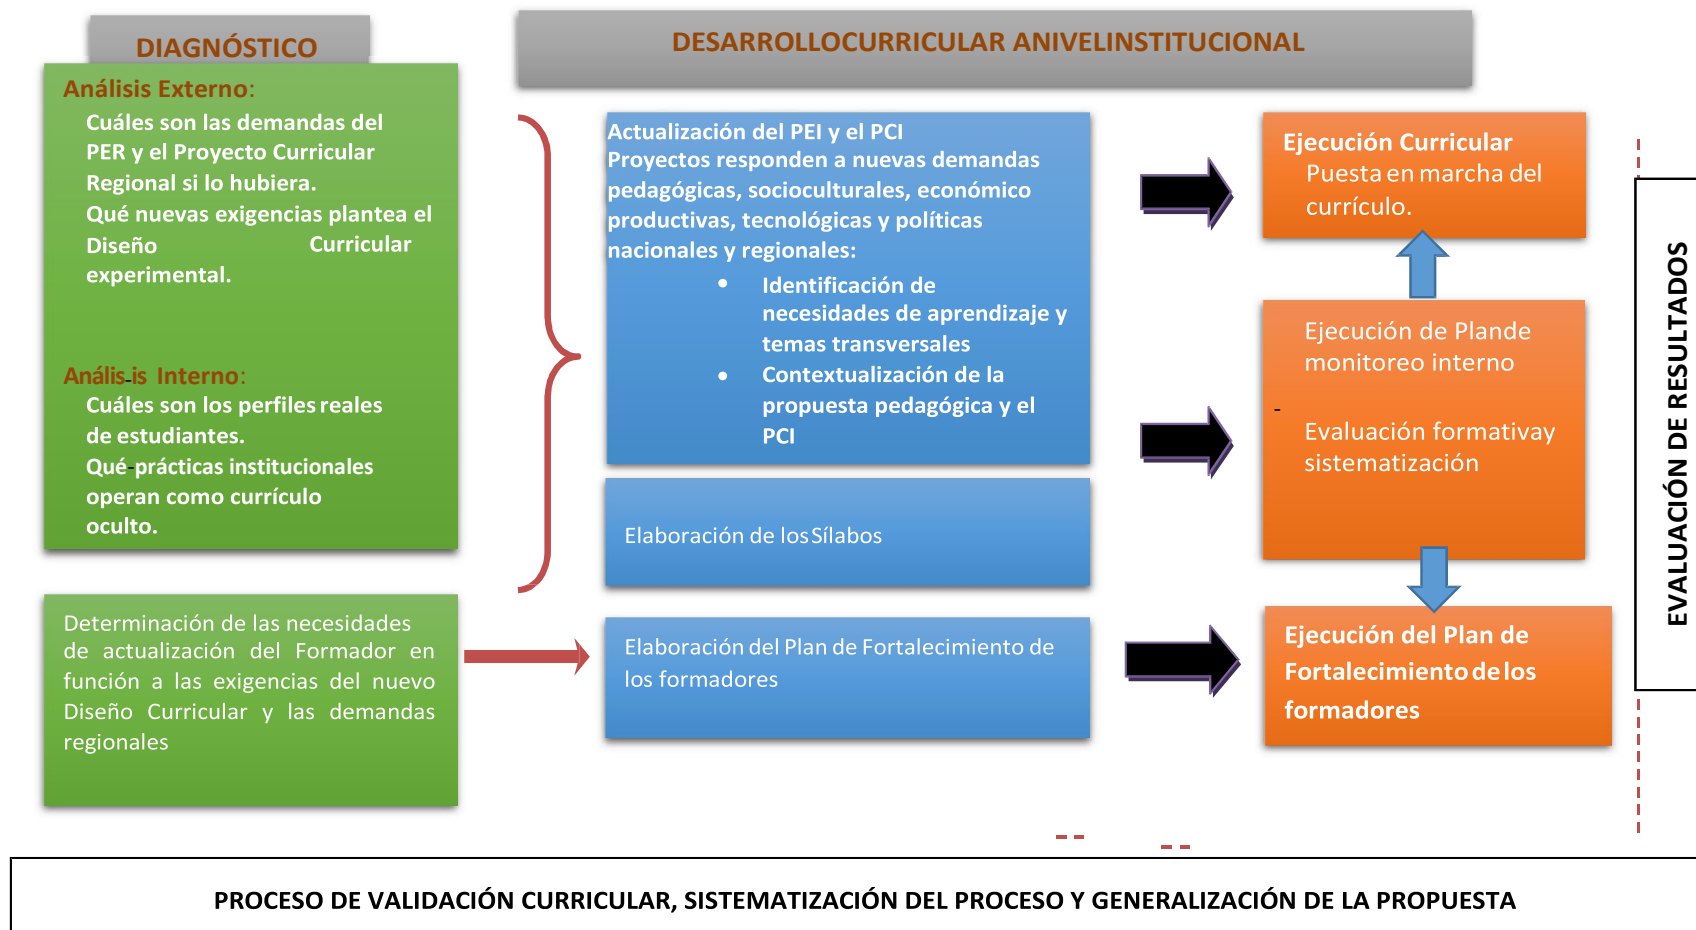 DIAGNÓSTICO
DESARROLLOCURRICULAR ANIVELINSTITUCIONAL
Análisis Externo:
Cuáles son las demandas del
PER y el Proyecto Curricular
Regional si lo hubiera.
Qué nuevas exigencias plantea el
Diseño Curricular
experimental.
Anális-is Interno:
Cuáles son los perfiles reales
de estudiantes.
Qué-prácticas institucionales
operan como currículo
oculto.
Determinación de las necesidades
de actualización del Formador en
función a las exigencias del nuevo
Diseño Curricular y las demandas
regionales
Actualización del PEI y el PCI
Proyectos responden a nuevas demandas
pedagógicas, socioculturales, económico
productivas, tecnológicas y políticas
nacionales y regionales:
• Identificación de
necesidades de aprendizaje y
temas transversales
• Contextualización de la
propuesta pedagógica y el
PCI
Elaboración de los Sílabos
Elaboración del Plan de Fortalecimiento de
los formadores
Ejecución Curricular
Puesta en marcha del
currículo.
Ejecución de Plande
monitoreo interno
-
Evaluación formativay
sistematización
Ejecución del Plan de
Fortalecimiento de los
formadores
EVALUACIÓN DE RESULTADOS
PROCESO DE VALIDACIÓN CURRICULAR, SISTEMATIZACIÓN DEL PROCESO Y GENERALIZACIÓN DE LA PROPUESTA